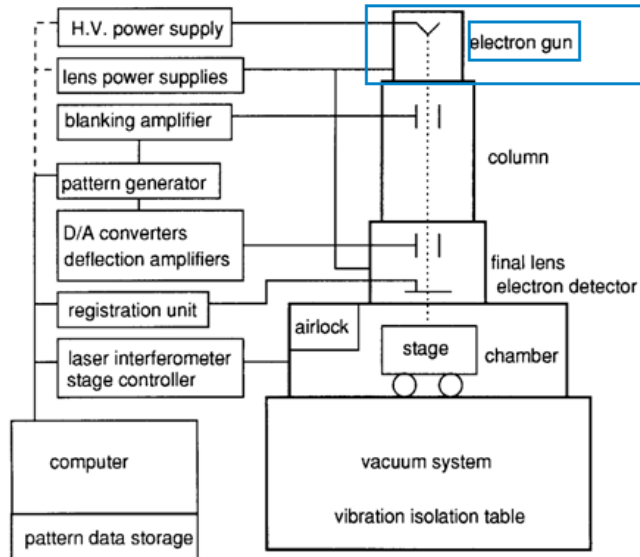 H.V. power supply
electron gun
lens power supplies
blanking amplifier
column
pattern generator
D/A converters
deflection amplifiers
final lens
electron detector
registration unit
airlock
laser interferometer
stage controller
stage
chamber
computer
vacuum system
vibration isolation table
pattern data storage